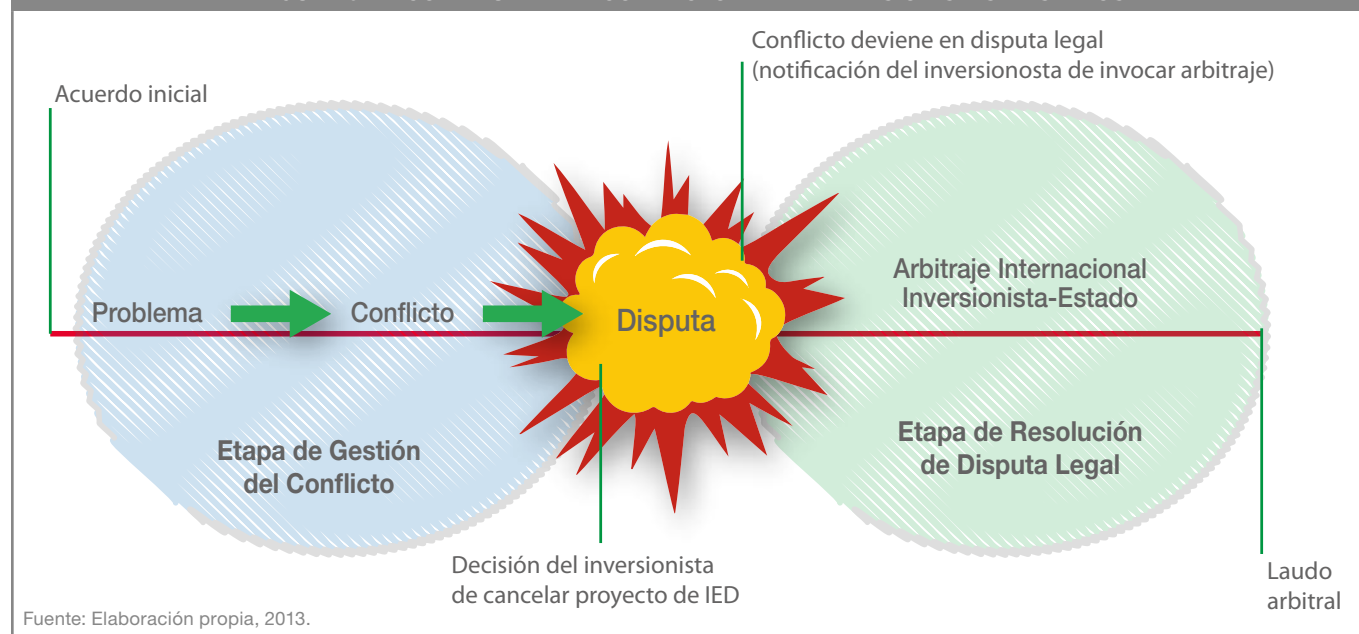 Conflicto deviene en disputa legal
(notificación del inversionosta de invocar arbitraje)
Acuerdo inicial
Problema
Conflicto
Disputa
Arbitraje Internacional
Inversionista-Estado
Etapa de Gestión
del Conflicto
Etapa de Resolución
de Disputa Legal
Decisión del inversionista
de cancelar proyecto de IED
Laudo
arbitral
Fuente: Elaboración propia, 2013.